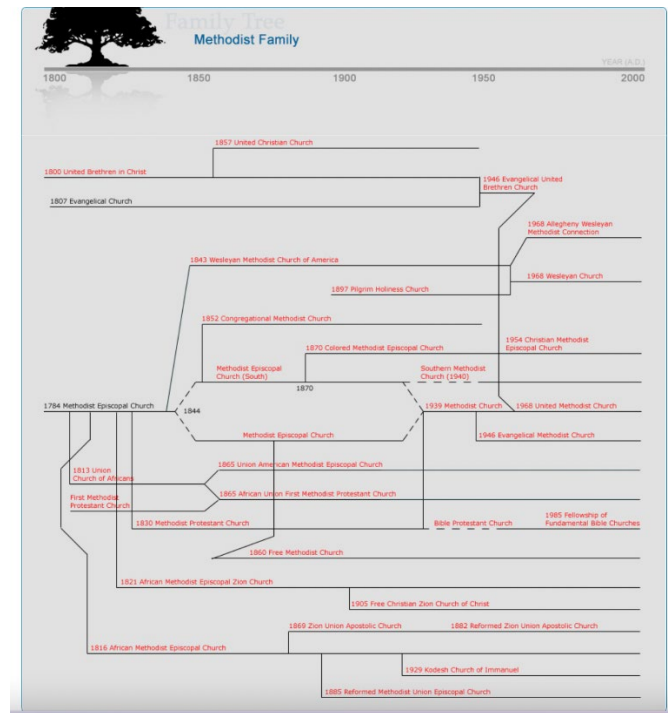 Family Tree
Methodist Family
YEAR (A.D.)
1800 1850 1900 1950 2000
1857 United Christian Church
1800 United Brethren in Christ
1946 Evangelical United
Brethren Church
1807 Evangelical Church
1968 Allegheny Wesleyan
Methodist Connection
1843 Wesleyan Methodist Church of America
1968 Wesleyan Church
1897 Pilgrim Holiness Church
1852 Congregational Methodist Church
1954 Christian Methodist
Episcopal Church
1870 Colored Methodist Episcopal Church
Methodist Episcopal
Church (South)
Southern Methodist
Church (1940)
1870
1784 Methodist Episcopal Church
1844
1939 Methodist Church
1968 United Methodist Church
Methodist Episcopal Church
1946 Evangelical Methodist Church
1813 Union
Church of Africans
1865 Union American Methodist Episcopal Church
First Methodist
Protestant Church
1865 African Union First Methodist Protestant Church
1830 Methodist Protestant Church
Bible Protestant Church
1985 Fellowship of
Fundamental Bible Churches
1860 Free Methodist Church
1821 African Methodist Episcopal Zion Church
1905 Free Christian Zion Church of Christ
1869 Zion Union Apostolic Church
1882 Reformed Zion Union Apostolic Church
1816 African Methodist Episcopal Church
1929 Kodesh Church of Immanuel
1885 Reformed Methodist Union Episcopal Church